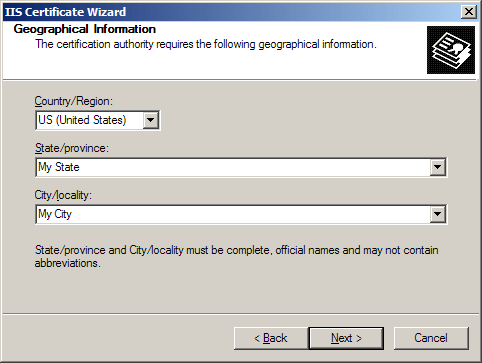 IIS Certificate Wizard
Geographical Information
The certification authority requires the following geographical information.
Country/Region:
US (United States)
State/province:
My State
City/locality:
My City
State/province and City/locality must be complete, official names and may not contain
abbreviations.
< Back
Next >
Cancel